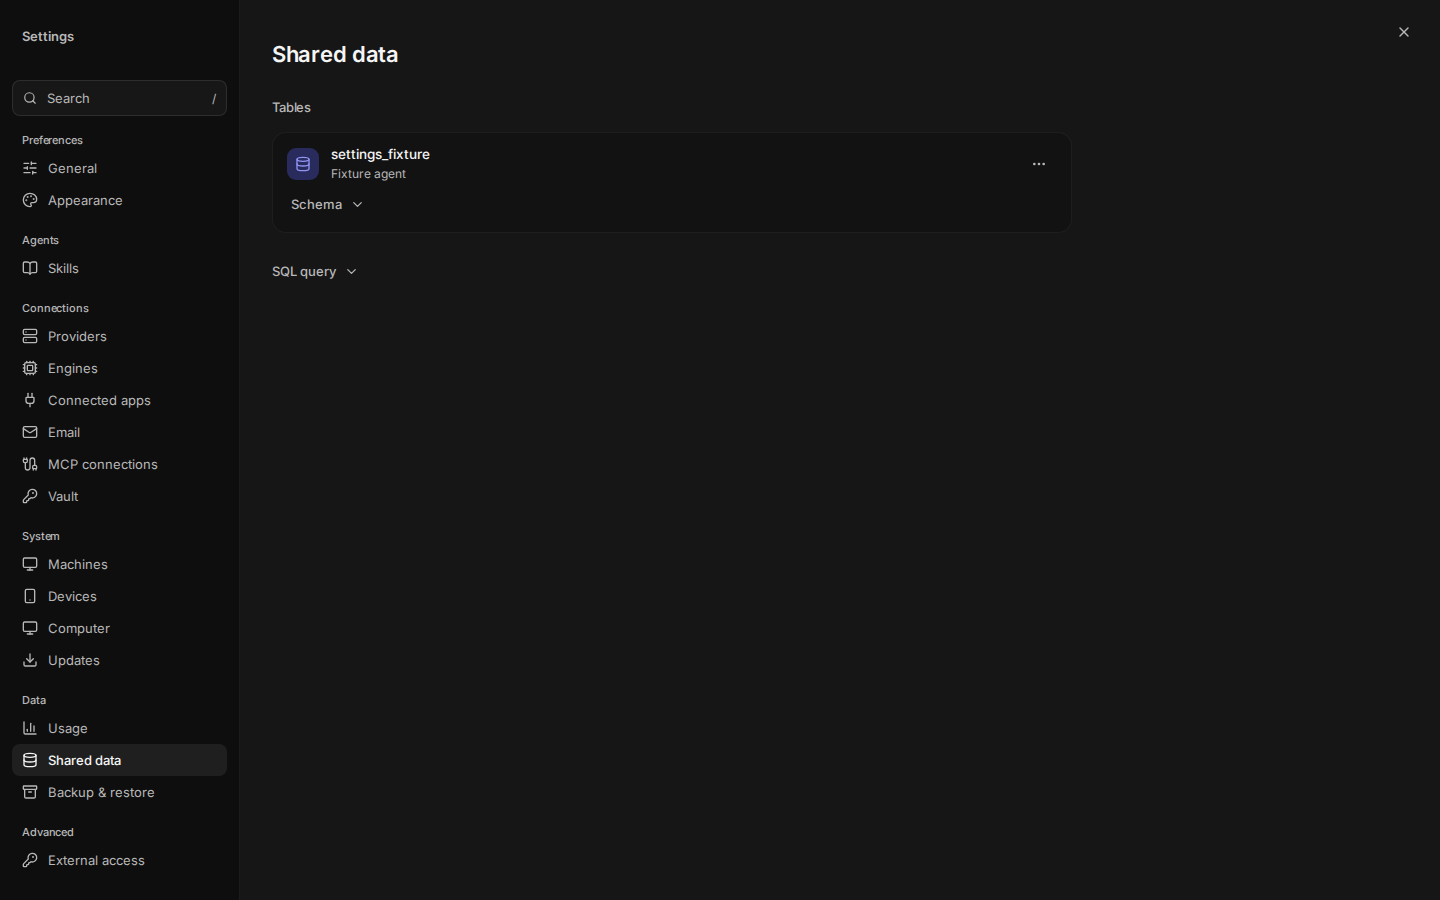 Settings
Search /
Preferences
General
Appearance
Agents
Skills
Connections
Providers
Engines
Connected apps
Email
MCP connections
Vault
System
Machines
Devices
Computer
Updates
Data
Usage
Shared data
Backup & restore
Advanced
External access
Shared data
Tables
settings_fixture
Fixture agent
Schema
SQL query